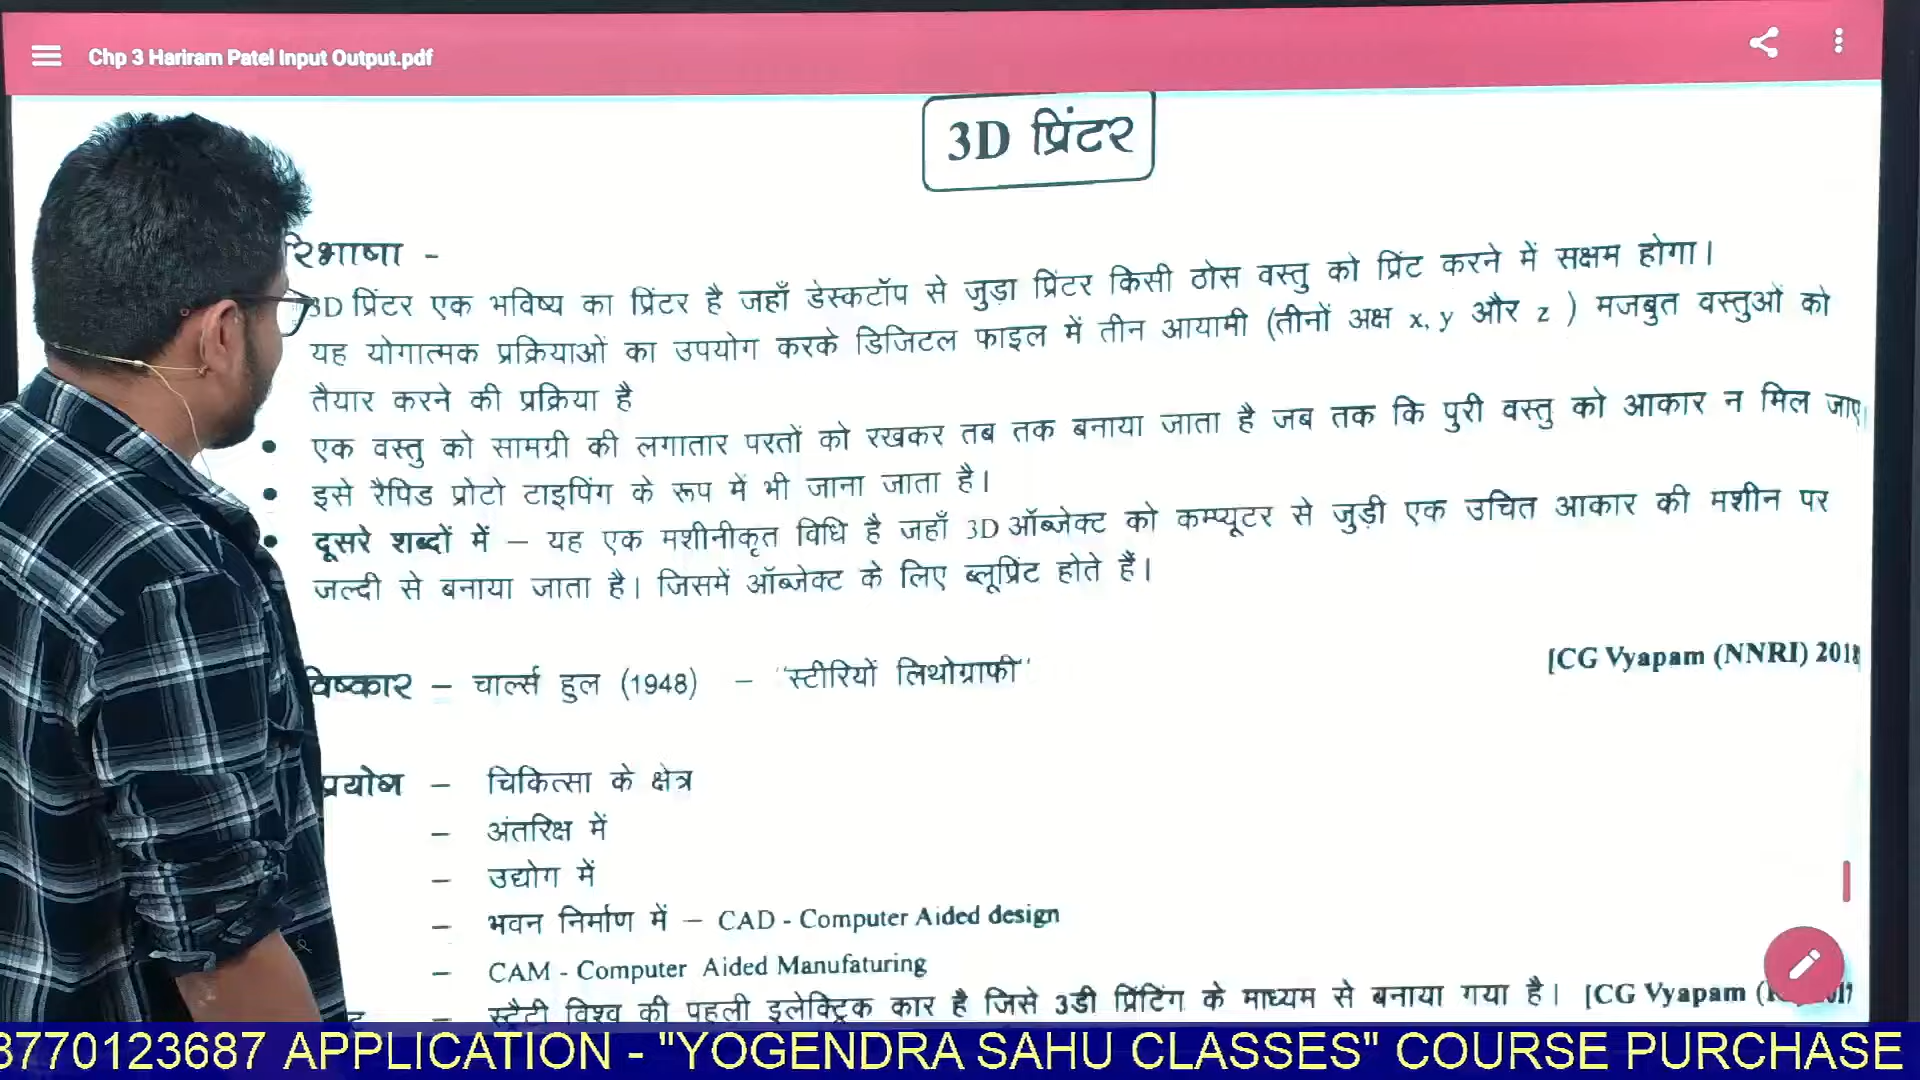 Chp 3 Hariram Patel Input Output.pdf
3D प्रिंटर
रिभाषा -
3D प्रिंटर एक भविष्य का प्रिंटर है जहाँ डेस्कटॉप से जुड़ा प्रिंटर किसी ठोस वस्तु को प्रिंट करने में सक्षम होगा।
यह योगात्मक प्रक्रियाओं का उपयोग करके डिजिटल फाइल में तीन आयामी (तीनों अक्ष x, y और z ) मजबुत वस्तुओं को
तैयार करने की प्रक्रिया है
• एक वस्तु को सामग्री की लगातार परतों को रखकर तब तक बनाया जाता है जब तक कि पुरी वस्तु को आकार न मिल जाए।
• इसे रैपिड प्रोटो टाइपिंग के रूप में भी जाना जाता है।
• दूसरे शब्दों में – यह एक मशीनीकृत विधि है जहाँ 3D ऑब्जेक्ट को कम्प्यूटर से जुड़ी एक उचित आकार की मशीन पर
जल्दी से बनाया जाता है। जिसमें ऑब्जेक्ट के लिए ब्लूप्रिंट होते हैं।
[CG Vyapam (NNRI) 2018
विष्कार – चार्ल्स हुल (1948) – "स्टीरियों लिथोग्राफी"
प्रयोग – चिकित्सा के क्षेत्र
– अंतरिक्ष में
– उद्योग में
– भवन निर्माण में – CAD - Computer Aided design
– CAM - Computer Aided Manufaturing
– स्ट्रैटी विश्व की पहली इलेक्ट्रिक कार है जिसे 3डी प्रिंटिंग के माध्यम से बनाया गया है। [CG Vyapam
8770123687 APPLICATION - "YOGENDRA SAHU CLASSES" COURSE PURCHASE